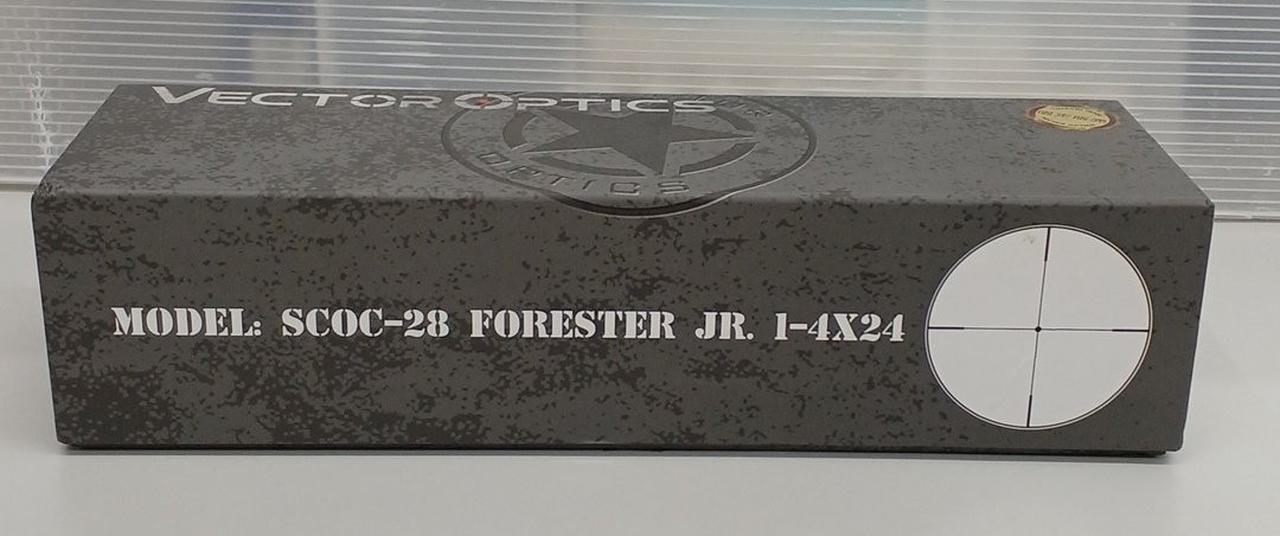 VECTOR OPTICS
OPTICS
MODEL: SCOC-28 FORESTER JR. 1-4X24